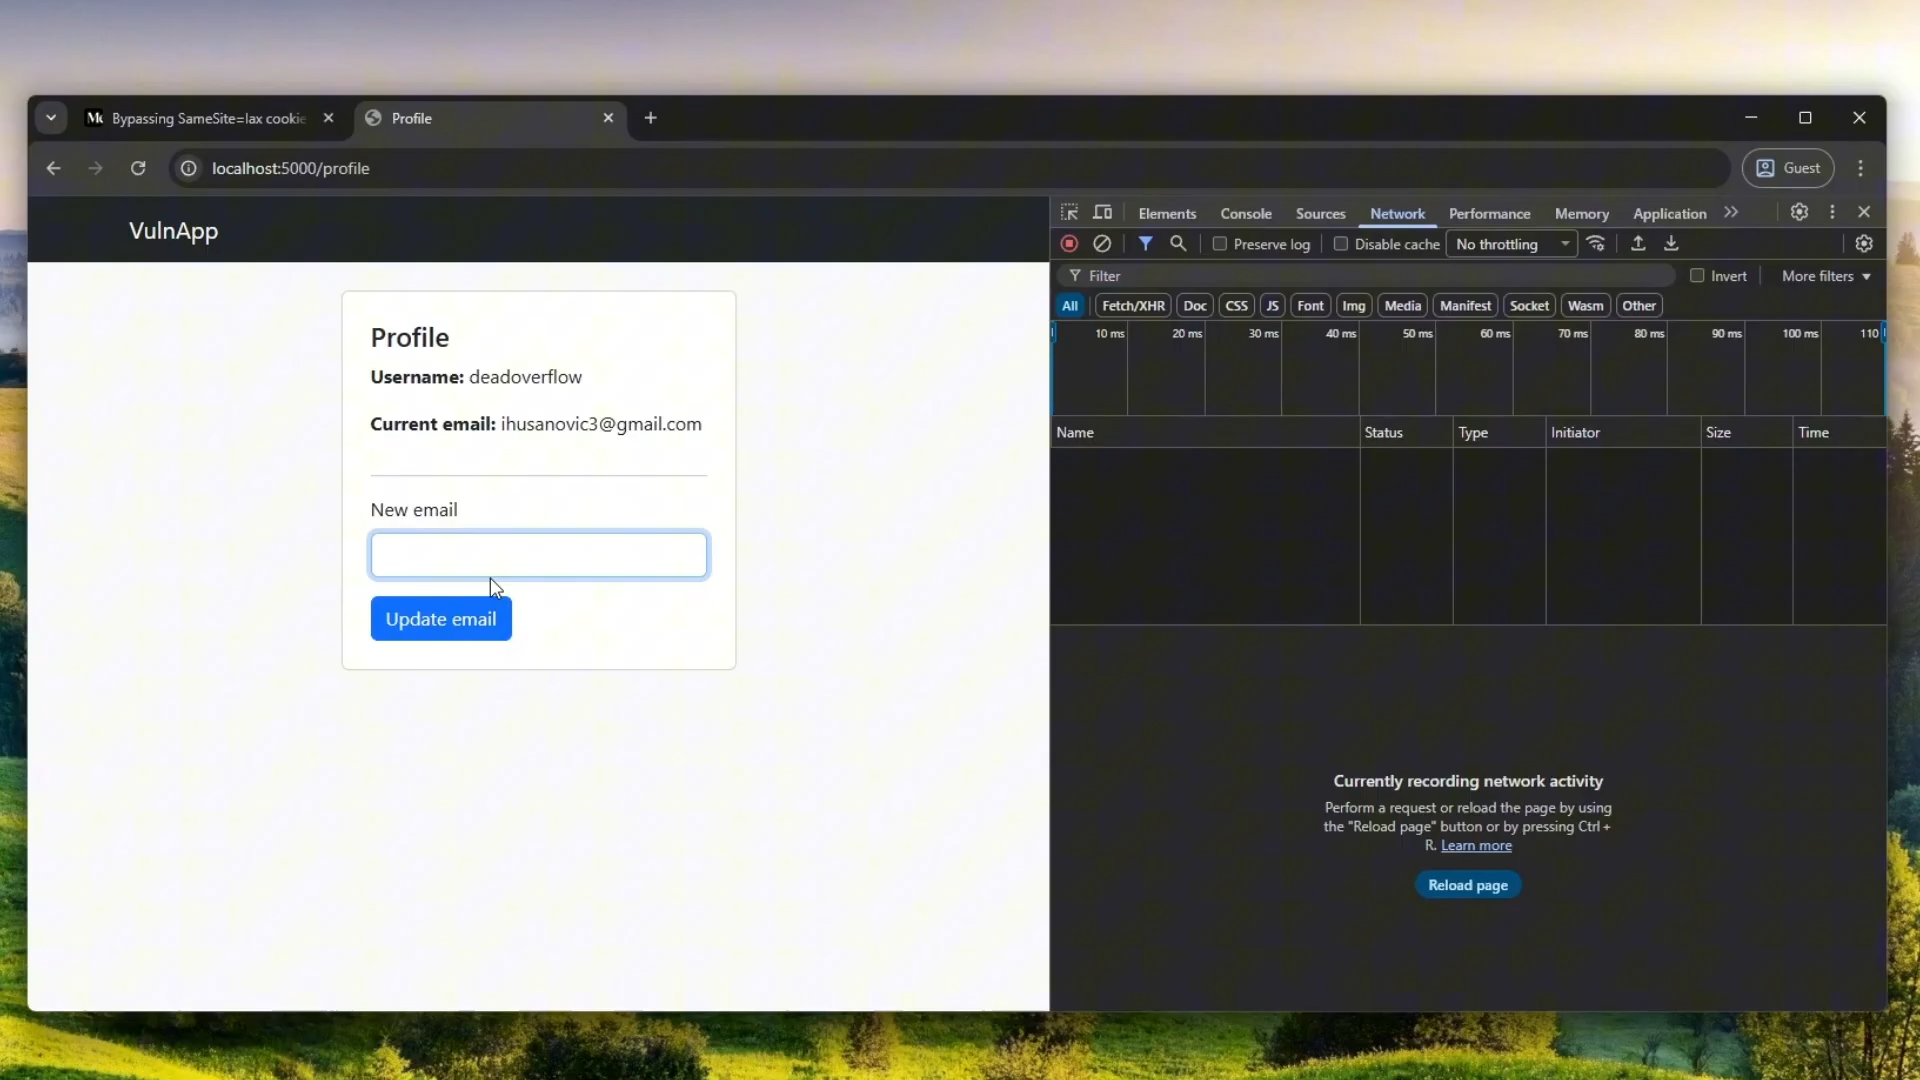 Bypassing SameSite=lax cookie
Profile
localhost:5000/profile
Guest
VulnApp
Profile
Username: deadoverflow
Current email: ihusanovic3@gmail.com
New email
Update email
Elements Console Sources Network Performance Memory Application
Preserve log Disable cache No throttling
Filter Invert More filters
All Fetch/XHR Doc CSS JS Font Img Media Manifest Socket Wasm Other
10 ms 20 ms 30 ms 40 ms 50 ms 60 ms 70 ms 80 ms 90 ms 100 ms 110
Name Status Type Initiator Size Time
Currently recording network activity
Perform a request or reload the page by using
the "Reload page" button or by pressing Ctrl +
R. Learn more
Reload page